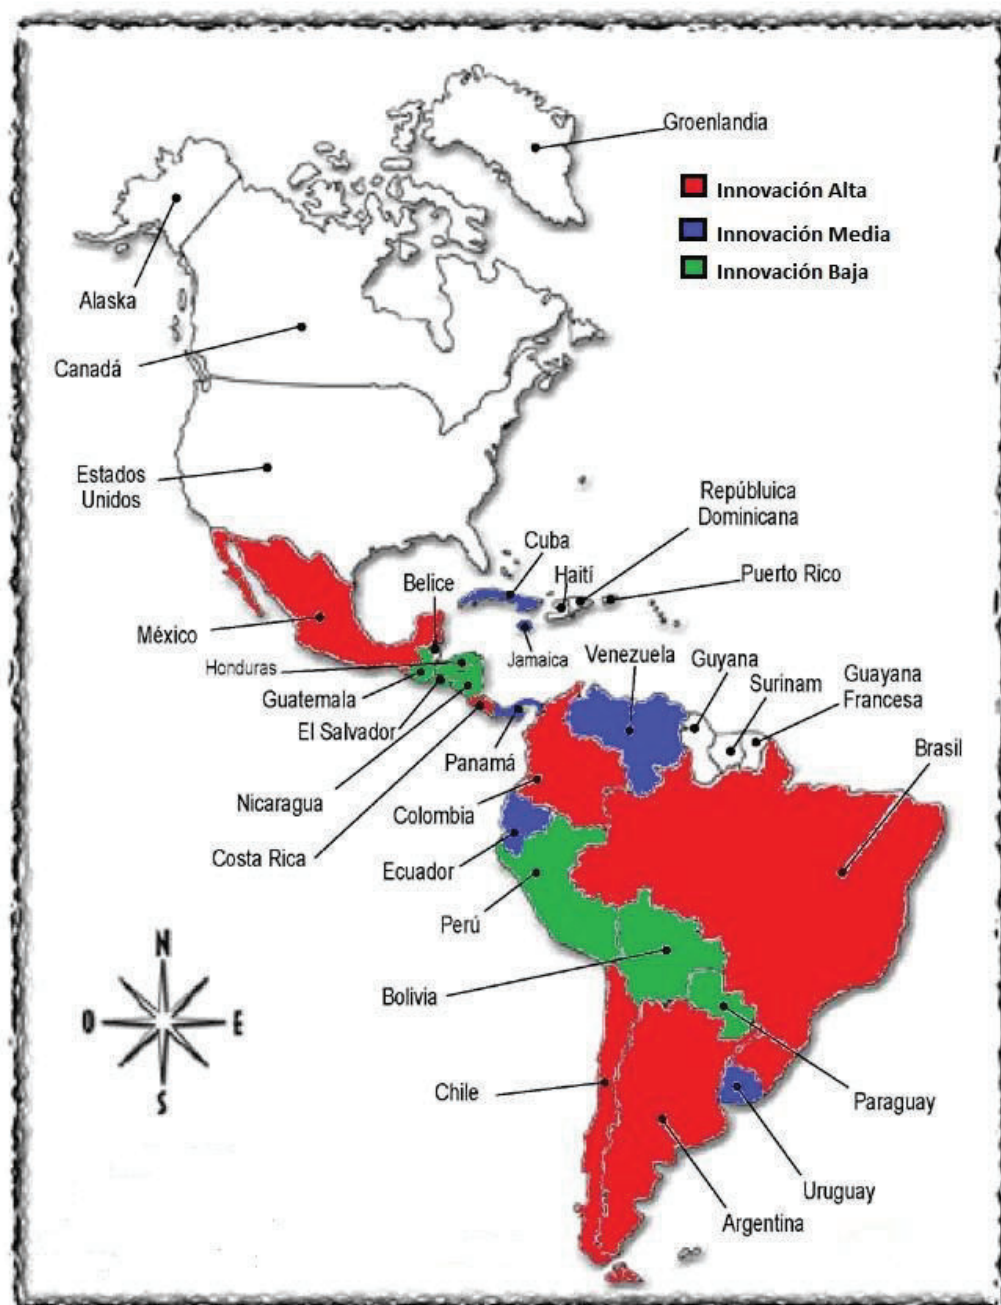 Groenlandia
Innovación Alta
Innovación Media
Innovación Baja
Alaska
Canadá
Estados
Unidos
Repúbluica
Dominicana
Cuba
Haití
Puerto Rico
Belice
México
Honduras
Jamaica
Venezuela
Guyana
Surinam
Guayana
Francesa
Guatemala
El Salvador
Panamá
Brasil
Nicaragua
Colombia
Costa Rica
Ecuador
Perú
N
Bolivia
O
E
S
Chile
Paraguay
Uruguay
Argentina